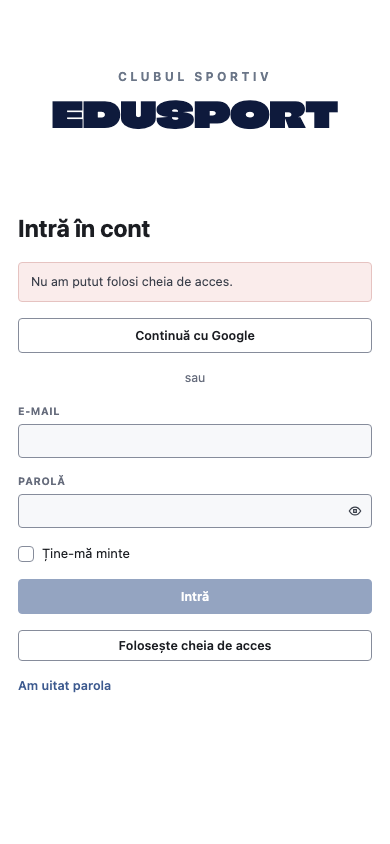 CLUBUL SPORTIV
EDUSPORT
Intră în cont
Nu am putut folosi cheia de acces.
Continuă cu Google
sau
E-MAIL
PAROLĂ
Ține-mă minte
Intră
Folosește cheia de acces
Am uitat parola